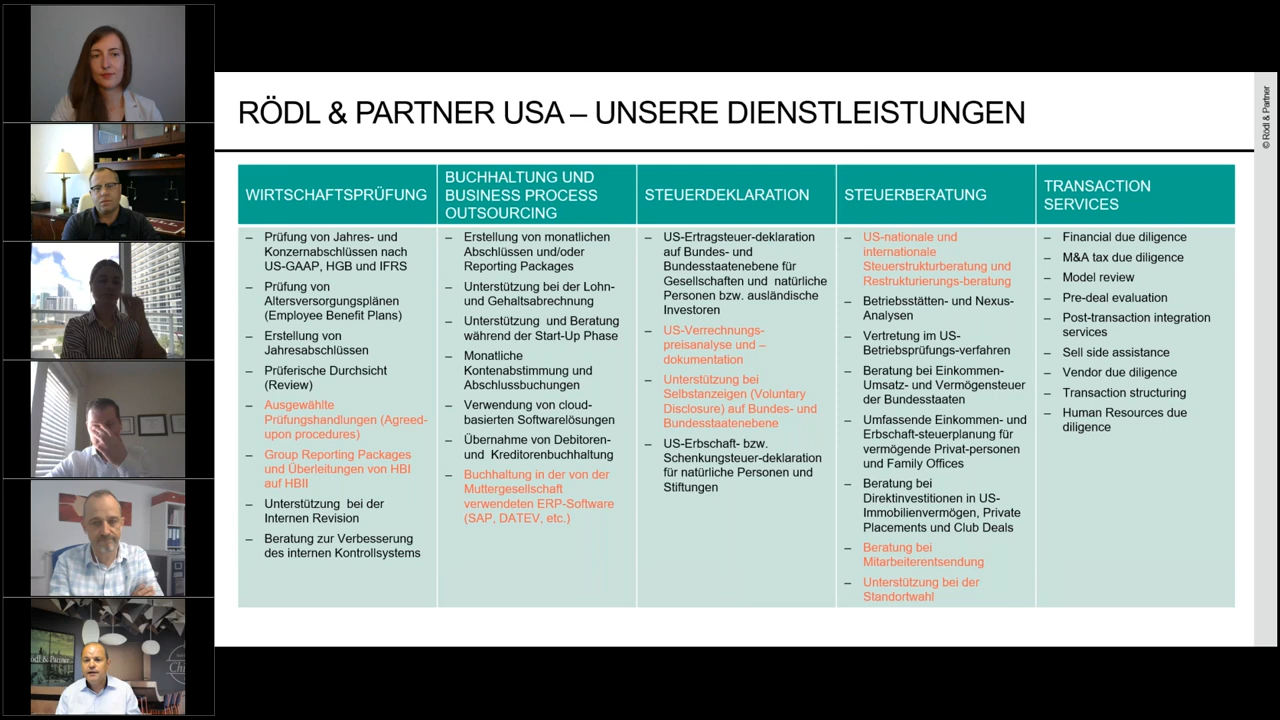 RÖDL & PARTNER USA – UNSERE DIENSTLEISTUNGEN
© Rödl & Partner
WIRTSCHAFTSPRÜFUNG
– Prüfung von Jahres- und
Konzernabschlüssen nach
US-GAAP, HGB und IFRS
– Prüfung von
Altersversorgungsplänen
(Employee Benefit Plans)
– Erstellung von
Jahresabschlüssen
– Prüferische Durchsicht
(Review)
– Ausgewählte
Prüfungshandlungen (Agreed-
upon procedures)
– Group Reporting Packages
und Überleitungen von HBI
auf HBII
– Unterstützung bei der
Internen Revision
– Beratung zur Verbesserung
des internen Kontrollsystems
BUCHHALTUNG UND
BUSINESS PROCESS
OUTSOURCING
– Erstellung von monatlichen
Abschlüssen und/oder
Reporting Packages
– Unterstützung bei der Lohn-
und Gehaltsabrechnung
– Unterstützung und Beratung
während der Start-Up Phase
– Monatliche
Kontenabstimmung und
Abschlussbuchungen
– Verwendung von cloud-
basierten Softwarelösungen
– Übernahme von Debitoren-
und Kreditorenbuchhaltung
– Buchhaltung in der von der
Muttergesellschaft
verwendeten ERP-Software
(SAP, DATEV, etc.)
STEUERDEKLARATION
– US-Ertragsteuer-deklaration
auf Bundes- und
Bundesstaatenebene für
Gesellschaften und natürliche
Personen bzw. ausländische
Investoren
– US-Verrechnungs-
preisanalyse und –
dokumentation
– Unterstützung bei
Selbstanzeigen (Voluntary
Disclosure) auf Bundes- und
Bundesstaatenebene
– US-Erbschaft- bzw.
Schenkungsteuer-deklaration
für natürliche Personen und
Stiftungen
STEUERBERATUNG
– US-nationale und
internationale
Steuerstrukturberatung und
Restrukturierungs-beratung
– Betriebsstätten- und Nexus-
Analysen
– Vertretung im US-
Betriebsprüfungs-verfahren
– Beratung bei Einkommen-
Umsatz- und Vermögensteuer
der Bundesstaaten
– Umfassende Einkommen- und
Erbschaft-steuerplanung für
vermögende Privat-personen
und Family Offices
– Beratung bei
Direktinvestitionen in US-
Immobilienvermögen, Private
Placements und Club Deals
– Beratung bei
Mitarbeiterentsendung
– Unterstützung bei der
Standortwahl
TRANSACTION
SERVICES
– Financial due diligence
– M&A tax due diligence
– Model review
– Pre-deal evaluation
– Post-transaction integration
services
– Sell side assistance
– Vendor due diligence
– Transaction structuring
– Human Resources due
diligence
Rödl & Partner